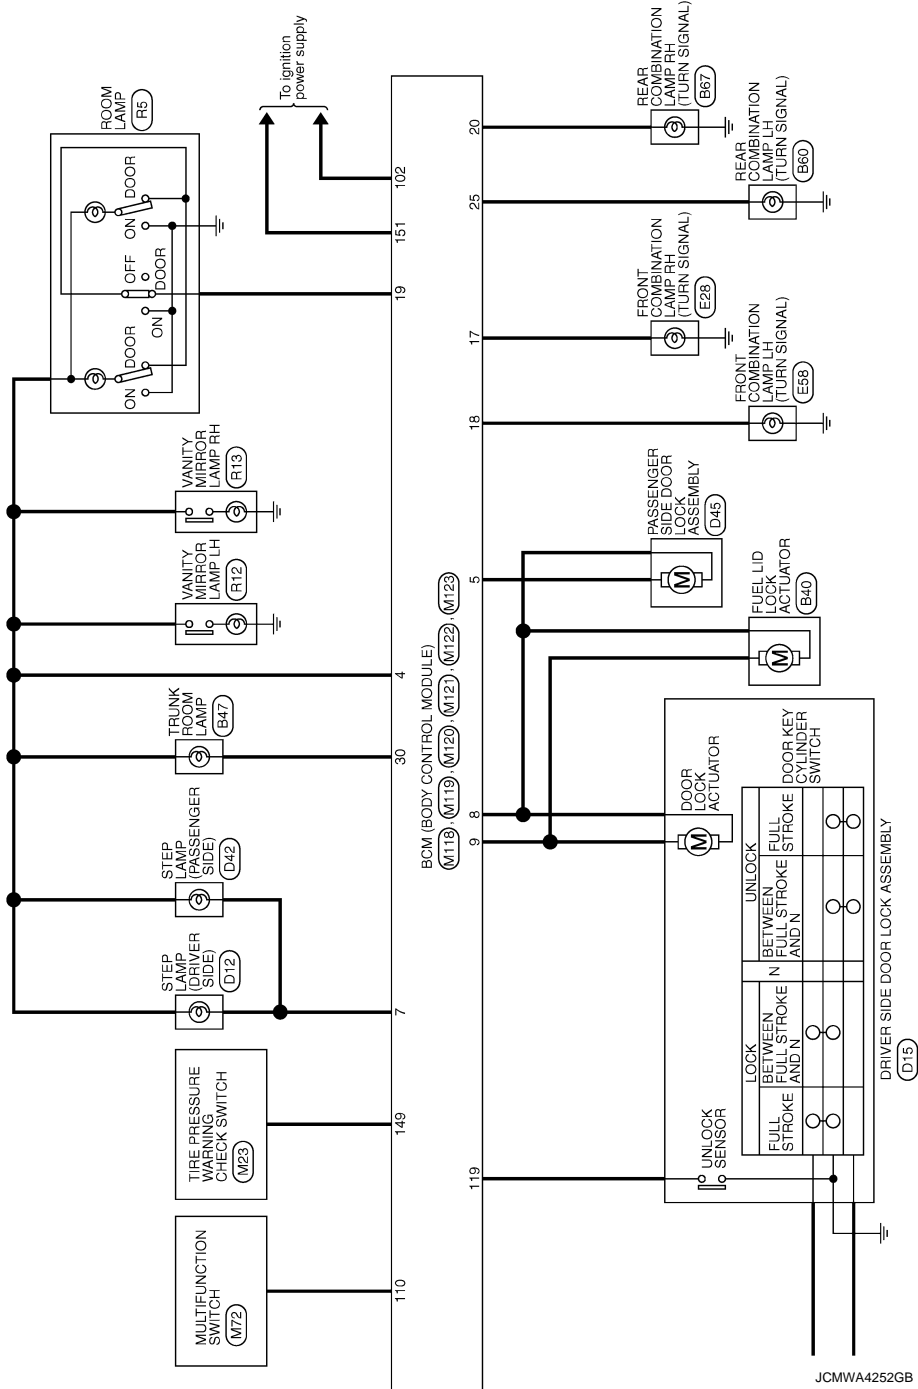 MULTIFUNCTION
SWITCH
M72
110
TIRE PRESSURE
WARNING
CHECK SWITCH
M23
149
STEP
LAMP
(DRIVER
SIDE)
D12
7
STEP
LAMP
(PASSENGER
SIDE)
D42
TRUNK
ROOM
LAMP
B47
30
4
VANITY
MIRROR
LAMP LH
R12
VANITY
MIRROR
LAMP RH
R13
ROOM
LAMP
R5
ON
DOOR
ON
DOOR
OFF
ON
DOOR
19
151
102
To ignition
power supply
BCM (BODY CONTROL MODULE)
M118 , M119 , M120 , M121 , M122 , M123
119
9
8
5
18
17
25
20
UNLOCK
SENSOR
DOOR
LOCK
ACTUATOR
M
DOOR KEY
CYLINDER
SWITCH
LOCK
N
UNLOCK
FULL
STROKE
BETWEEN
FULL STROKE
AND N
BETWEEN
FULL STROKE
AND N
FULL
STROKE
DRIVER SIDE DOOR LOCK ASSEMBLY
D15
FUEL LID
LOCK
ACTUATOR
B40
M
PASSENGER
SIDE DOOR
LOCK
ASSEMBLY
D45
M
FRONT
COMBINATION
LAMP LH
(TURN SIGNAL)
E58
FRONT
COMBINATION
LAMP RH
(TURN SIGNAL)
E28
REAR
COMBINATION
LAMP LH
(TURN SIGNAL)
B60
REAR
COMBINATION
LAMP RH
(TURN SIGNAL)
B67
JCMWA4252GB